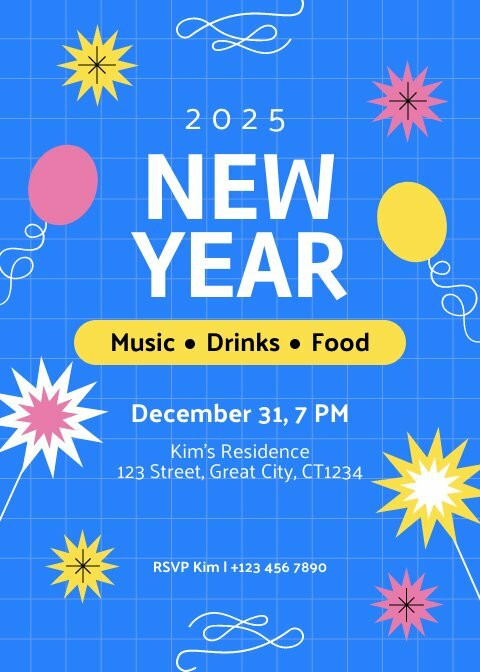 2025
NEW
YEAR
Music • Drinks • Food
December 31, 7 PM
Kim's Residence
123 Street, Great City, CT1234
RSVP Kim | +123 456 7890